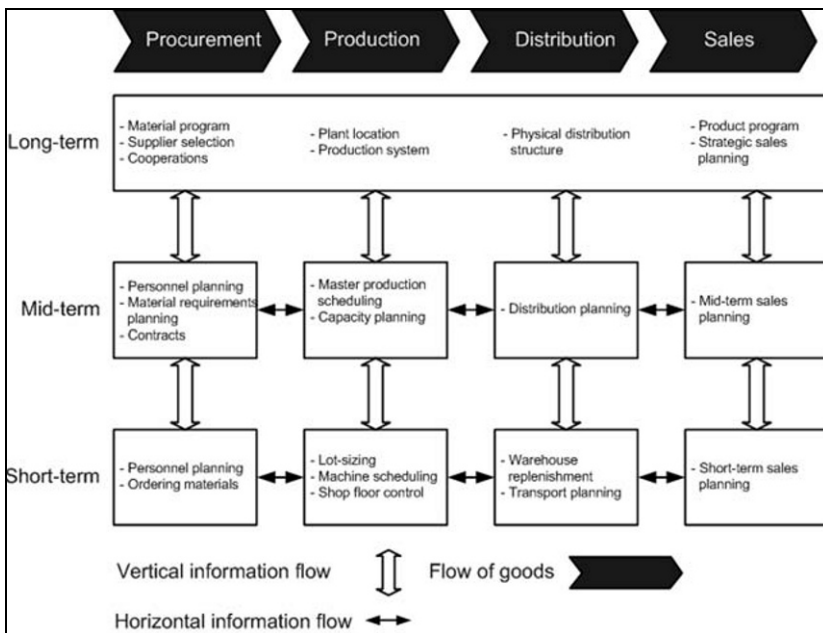 Procurement
Production
Distribution
Sales
Long-term
- Material program
- Supplier selection
- Cooperations
- Plant location
- Production system
- Physical distribution
structure
- Product program
- Strategic sales
planning
Mid-term
- Personnel planning
- Material requirements
planning
- Contracts
- Master production
scheduling
- Capacity planning
- Distribution planning
- Mid-term sales
planning
Short-term
- Personnel planning
- Ordering materials
- Lot-sizing
- Machine scheduling
- Shop floor control
- Warehouse
replenishment
- Transport planning
- Short-term sales
planning
Vertical information flow
Flow of goods
Horizontal information flow